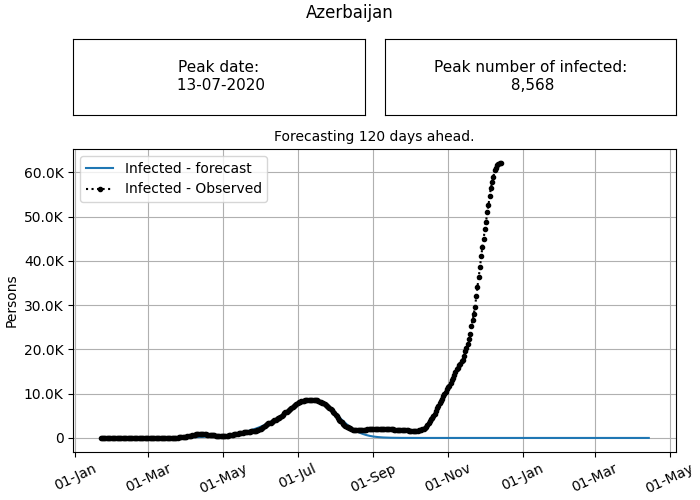 Azerbaijan
Peak date:
13-07-2020
Peak number of infected:
8,568
Forecasting 120 days ahead.
Infected - forecast
Infected - Observed
60.0K
50.0K
40.0K
30.0K
20.0K
10.0K
0
Persons
01-Jan
01-Mar
01-May
01-Jul
01-Sep
01-Nov
01-Jan
01-Mar
01-May